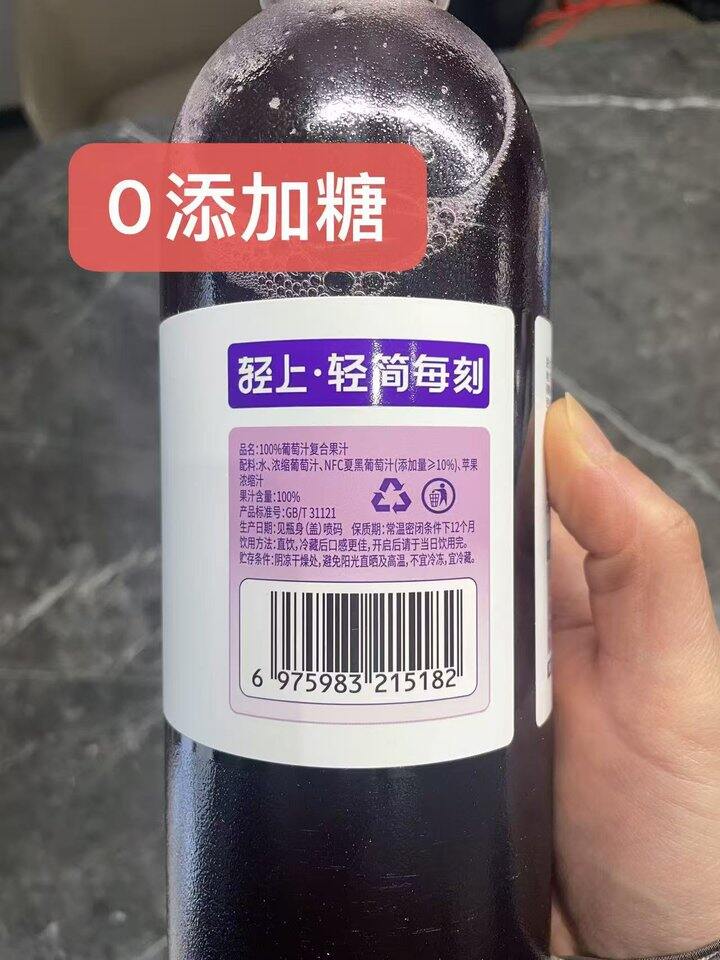 0添加糖
轻上·轻简每刻
品名:100%葡萄汁复合果汁
配料:水、浓缩葡萄汁、NFC夏黑葡萄汁(添加量≥10%)、苹果
浓缩汁
果汁含量:100%
产品标准号:GB/T 31121
生产日期:见瓶身(盖)喷码 保质期:常温密闭条件下12个月
饮用方法:直饮,冷藏后口感更佳,开启后请于当日饮用完。
贮存条件:阴凉干燥处,避免阳光直晒及高温,不宜冷冻,宜冷藏。
6 975983 215182